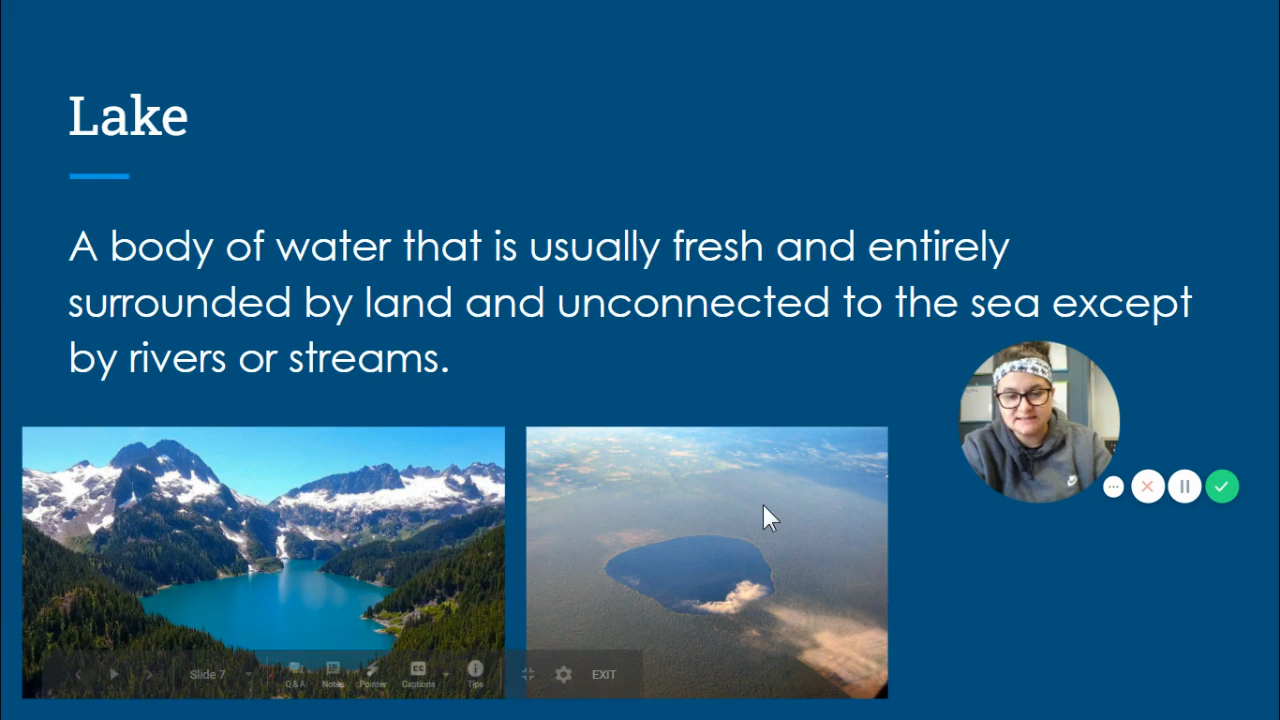 Lake
A body of water that is usually fresh and entirely
surrounded by land and unconnected to the sea except
by rivers or streams.
Slide 7
Q&A Notes Pointer Captions Tips EXIT